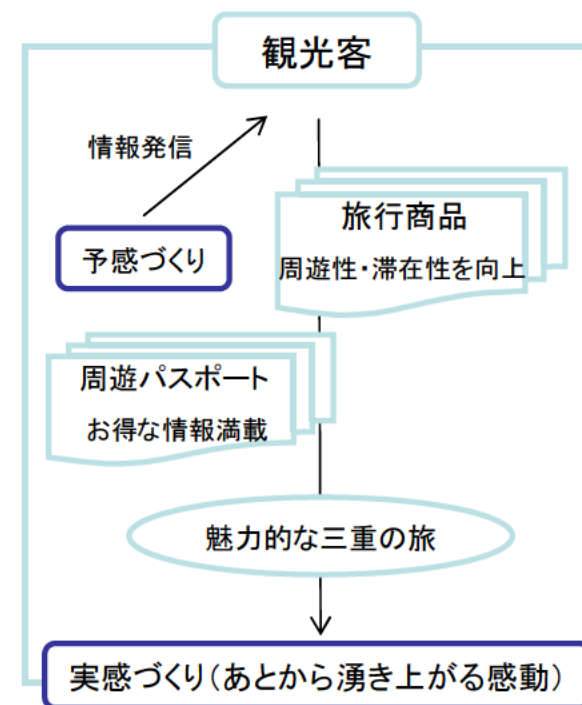 観光客
情報発信
旅行商品
周遊性・滞在性を向上
予感づくり
周遊パスポート
お得な情報満載
魅力的な三重の旅
実感づくり（あとから湧き上がる感動）